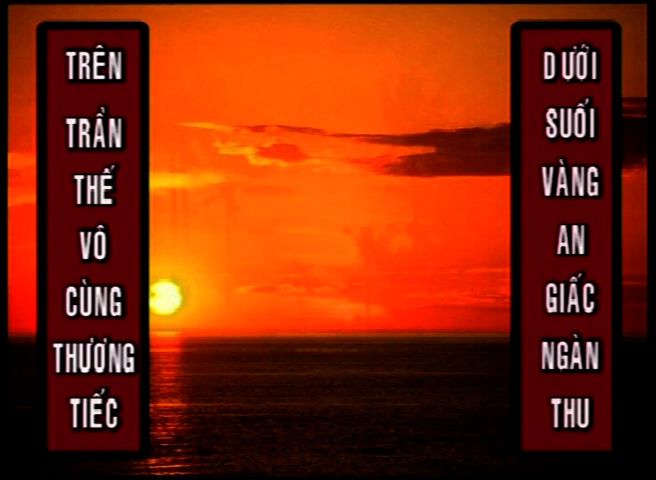 TRÊN
TRẦN
THẾ
VÔ
CÙNG
THƯƠNG
TIẾC
DƯỚI
SUỐI
VÀNG
AN
GIẤC
NGÀN
THU